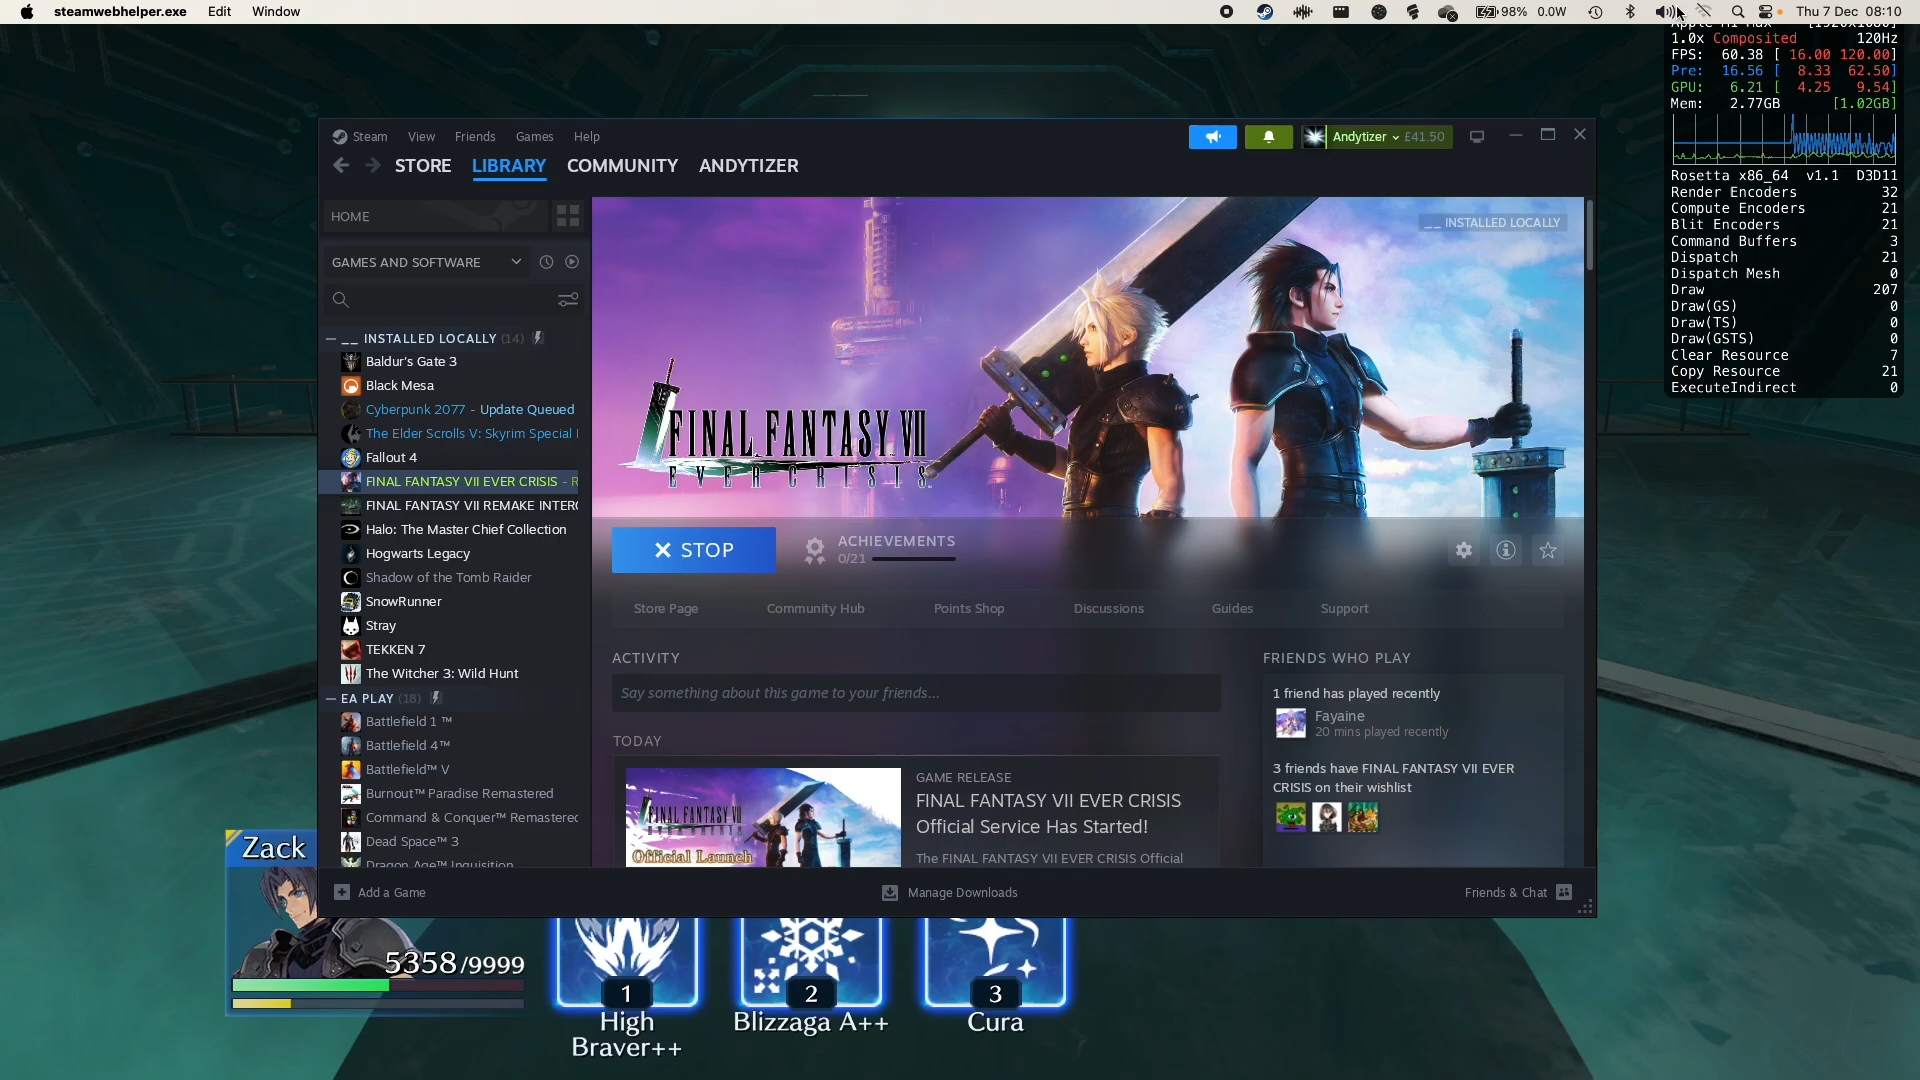 steamwebhelper.exe Edit Window 98% 0.0W Thu 7 Dec 08:10
1.0x Composited 120Hz
FPS: 60.38 [ 16.00 120.00]
Pre: 16.56 [ 8.33 62.50]
GPU: 6.21 [ 4.25 9.54]
Mem: 2.77GB [1.02GB]
Rosetta x86_64 v1.1 D3D11
Render Encoders 32
Compute Encoders 21
Blit Encoders 21
Command Buffers 3
Dispatch 21
Dispatch Mesh 0
Draw 207
Draw(GS) 0
Draw(TS) 0
Draw(GSTS) 0
Clear Resource 7
Copy Resource 21
ExecuteIndirect 0
Steam View Friends Games Help Andytizer £41.50
STORE LIBRARY COMMUNITY ANDYTIZER
HOME
GAMES AND SOFTWARE
__ INSTALLED LOCALLY (14)
Baldur's Gate 3
Black Mesa
Cyberpunk 2077 - Update Queued
The Elder Scrolls V: Skyrim Special
Fallout 4
FINAL FANTASY VII EVER CRISIS - R
FINAL FANTASY VII REMAKE INTERG
Halo: The Master Chief Collection
Hogwarts Legacy
Shadow of the Tomb Raider
SnowRunner
Stray
TEKKEN 7
The Witcher 3: Wild Hunt
EA PLAY (18)
Battlefield 1 ™
Battlefield 4™
Battlefield™ V
Burnout™ Paradise Remastered
Command & Conquer™ Remastered
Dead Space™ 3
Dragon Age™ Inquisition
Add a Game
__ INSTALLED LOCALLY
FINAL FANTASY VII
EVER CRISIS
STOP
ACHIEVEMENTS
0/21
Store Page Community Hub Points Shop Discussions Guides Support
ACTIVITY
Say something about this game to your friends...
TODAY
FINAL FANTASY VII
EVER CRISIS
Official Launch
GAME RELEASE
FINAL FANTASY VII EVER CRISIS
Official Service Has Started!
The FINAL FANTASY VII EVER CRISIS Official
FRIENDS WHO PLAY
1 friend has played recently
Fayaine
20 mins played recently
3 friends have FINAL FANTASY VII EVER
CRISIS on their wishlist
Manage Downloads
Friends & Chat
Zack
5358/9999
1
High
Braver++
2
Blizzaga A++
3
Cura